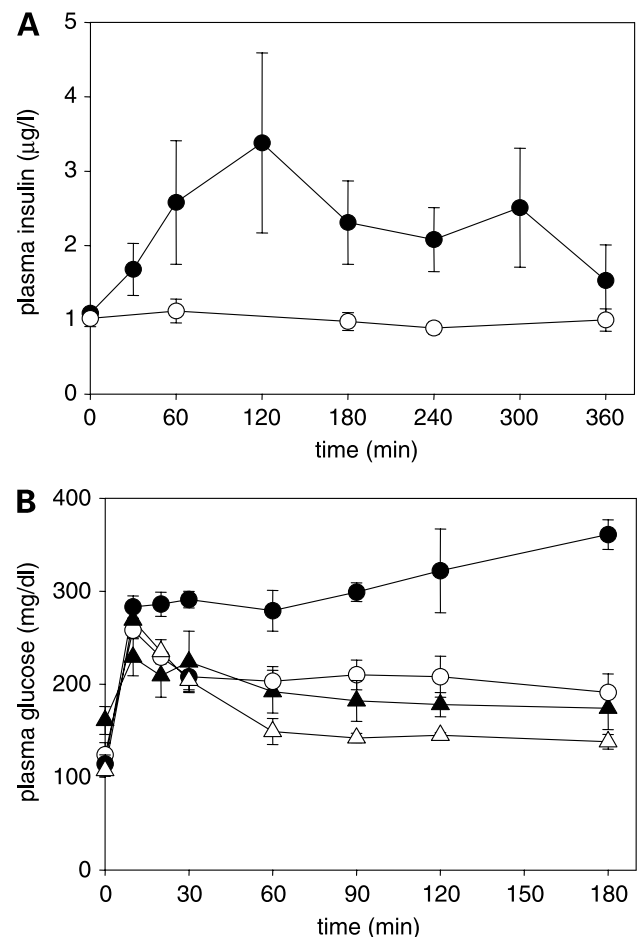 A
plasma insulin (µg/l)
5
4
3
2
1
0
0 60 120 180 240 300 360
time (min)
B
plasma glucose (mg/dl)
400
300
200
100
0
0 30 60 90 120 150 180
time (min)